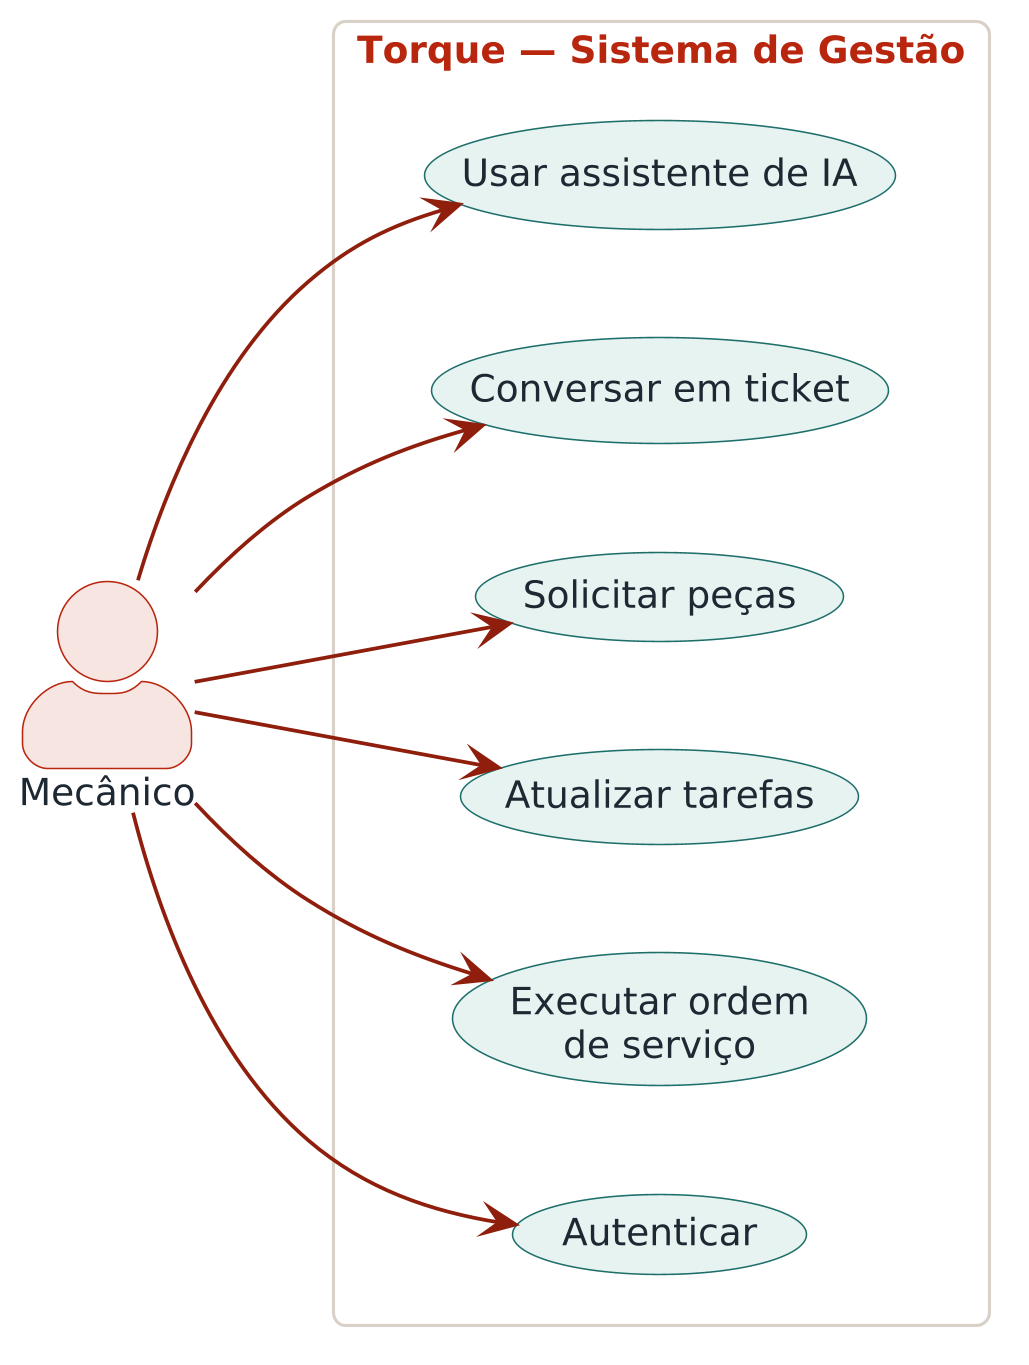 Torque — Sistema de Gestão
Usar assistente de IA
Conversar em ticket
Solicitar peças
Mecânico
Atualizar tarefas
Executar ordem
de serviço
Autenticar